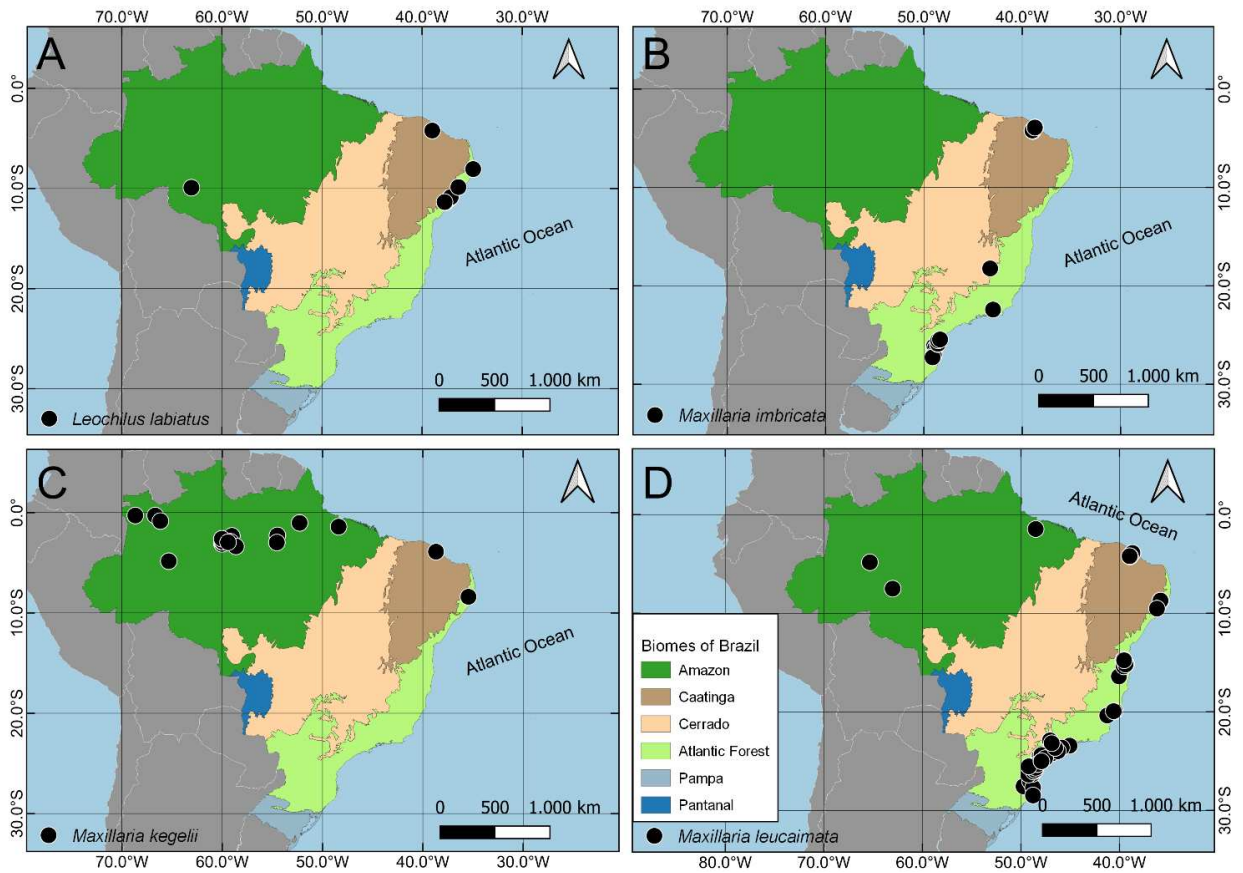 70.0°W 60.0°W 50.0°W 40.0°W 30.0°W
70.0°W 60.0°W 50.0°W 40.0°W 30.0°W
A
0.0°
10.0°S
20.0°S
30.0°S
Atlantic Ocean
0 500 1.000 km
Leochilus labiatus
B
0.0°
10.0°S
20.0°S
30.0°S
Atlantic Ocean
0 500 1.000 km
Maxillaria imbricata
C
0.0°
10.0°S
20.0°S
30.0°S
Atlantic Ocean
0 500 1.000 km
Maxillaria kegelii
D
Atlantic Ocean
0.0°
10.0°S
20.0°S
30.0°S
Biomes of Brazil
Amazon
Caatinga
Cerrado
Atlantic Forest
Pampa
Pantanal
0 500 1.000 km
Maxillaria leucaimata
70.0°W 60.0°W 50.0°W 40.0°W 30.0°W
80.0°W 70.0°W 60.0°W 50.0°W 40.0°W 30.0°W